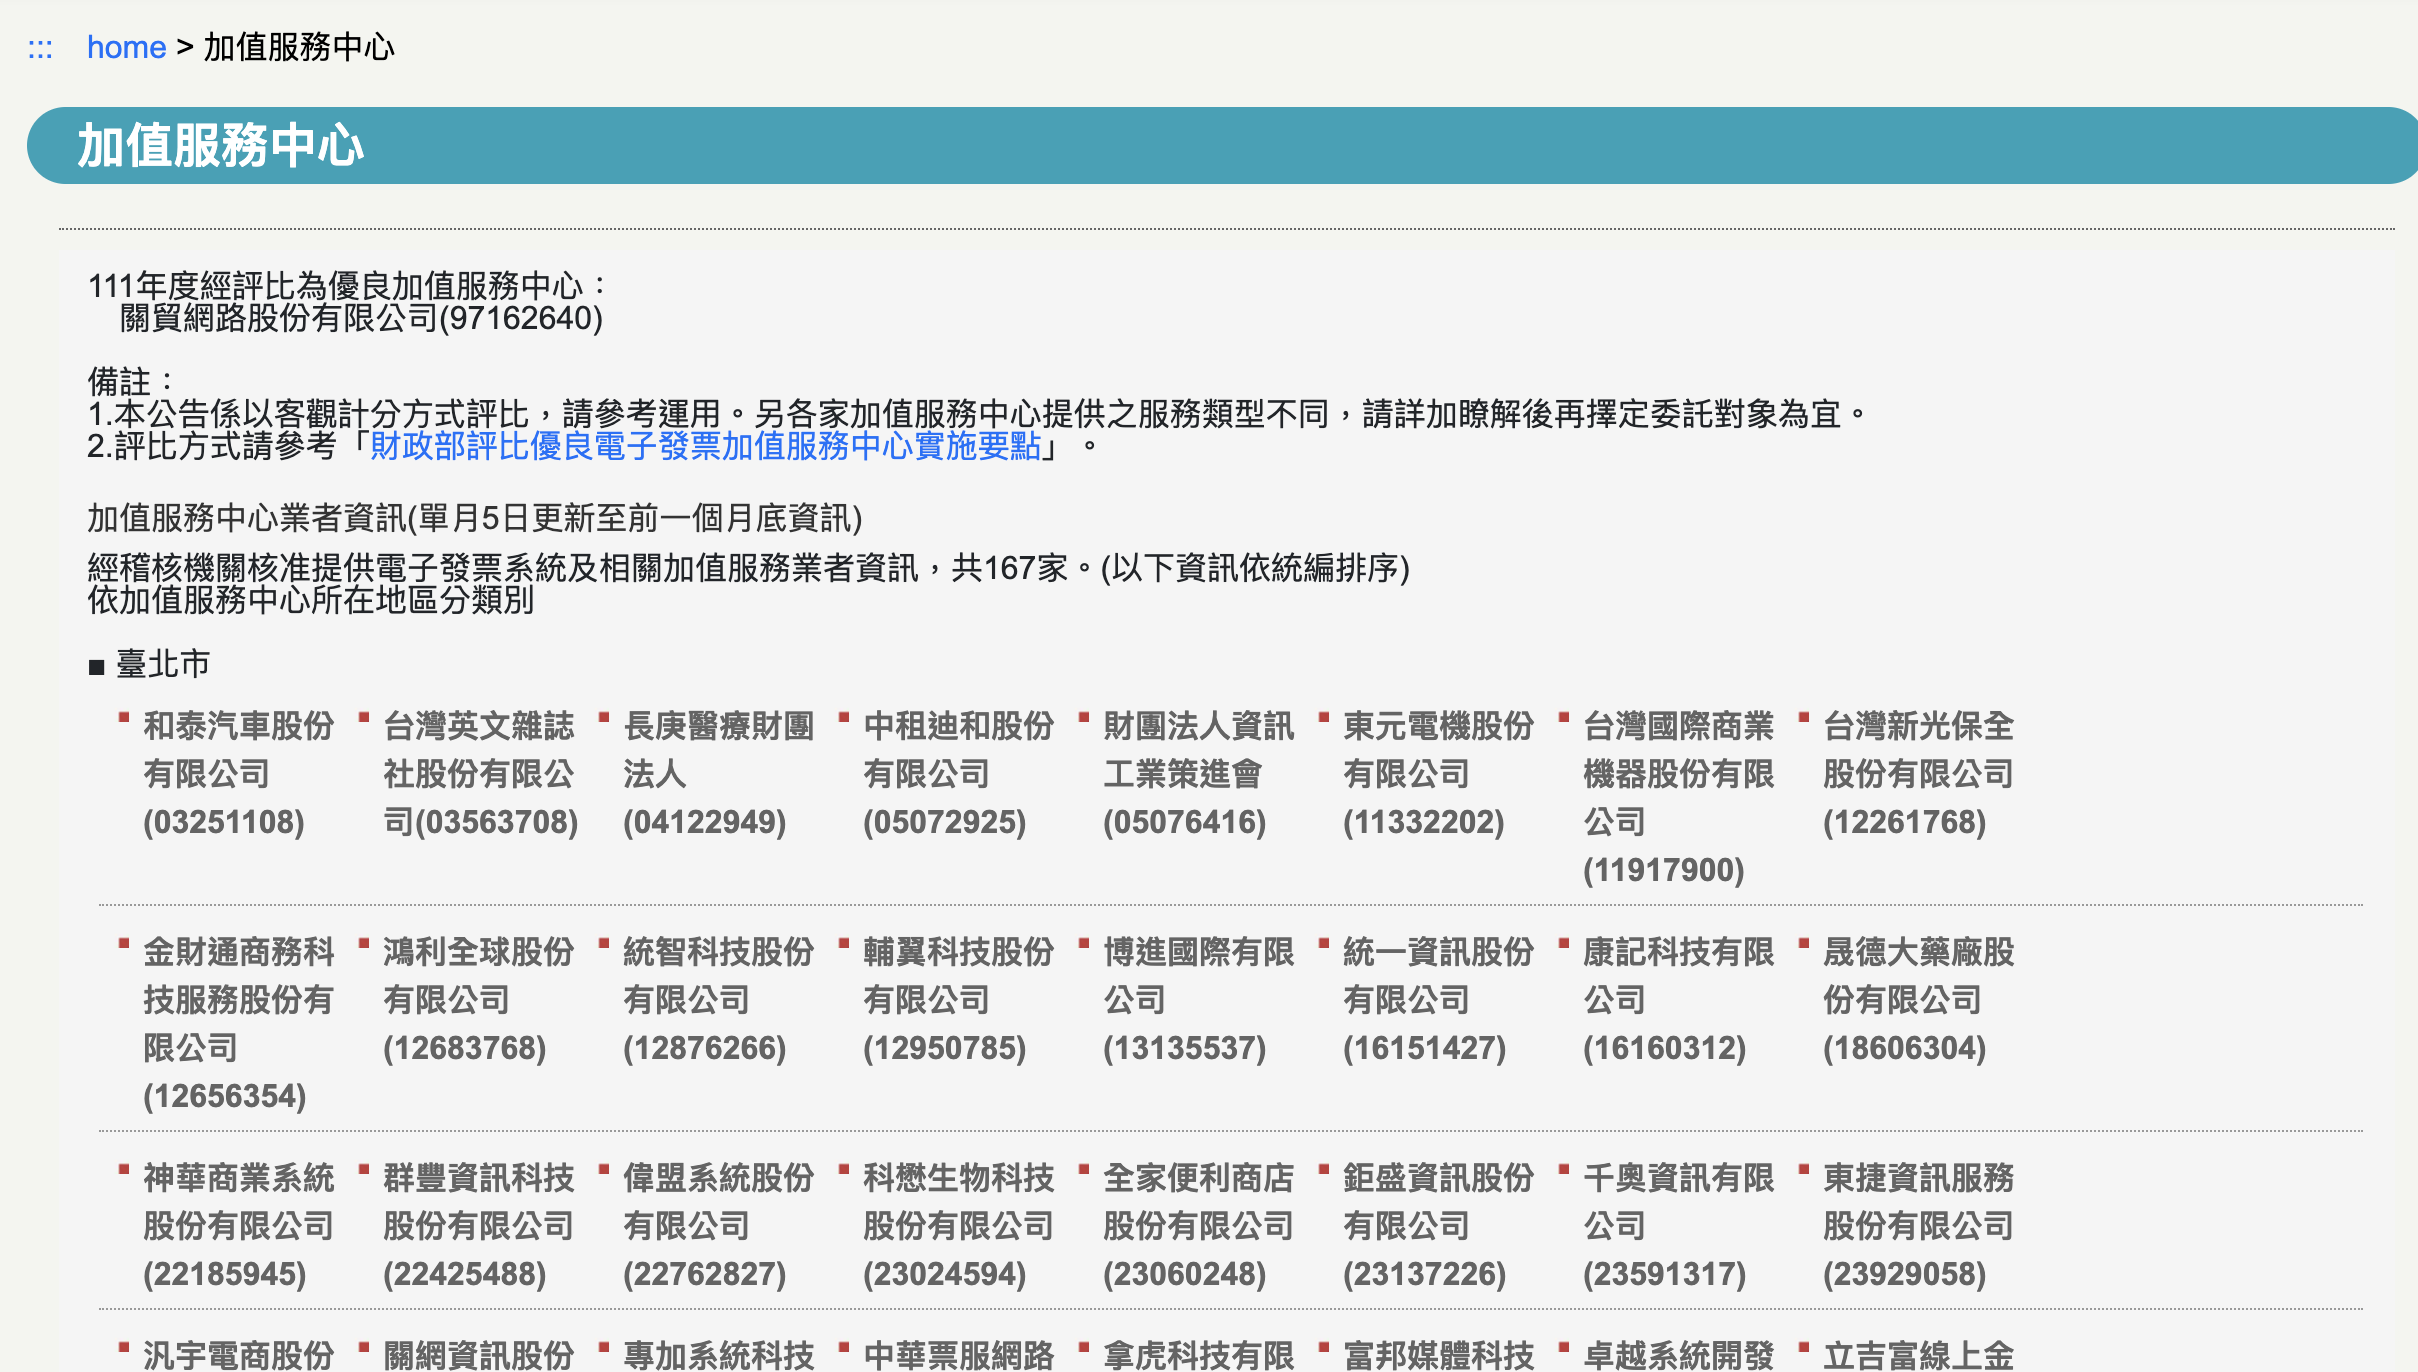 ::: home > 加值服務中心
加值服務中心
111年度經評比為優良加值服務中心：
關貿網路股份有限公司(97162640)
備註：
1.本公告係以客觀計分方式評比，請參考運用。另各家加值服務中心提供之服務類型不同，請詳加瞭解後再擇定委託對象為宜。
2.評比方式請參考「財政部評比優良電子發票加值服務中心實施要點」。
加值服務中心業者資訊(單月5日更新至前一個月底資訊)
經稽核機關核准提供電子發票系統及相關加值服務業者資訊，共167家。(以下資訊依統編排序)
依加值服務中心所在地區分類別
■ 臺北市
和泰汽車股份
有限公司
(03251108)
台灣英文雜誌
社股份有限公
司(03563708)
長庚醫療財團
法人
(04122949)
中租迪和股份
有限公司
(05072925)
財團法人資訊
工業策進會
(05076416)
東元電機股份
有限公司
(11332202)
台灣國際商業
機器股份有限
公司
(11917900)
台灣新光保全
股份有限公司
(12261768)
金財通商務科
技服務股份有
限公司
(12656354)
鴻利全球股份
有限公司
(12683768)
統智科技股份
有限公司
(12876266)
輔翼科技股份
有限公司
(12950785)
博進國際有限
公司
(13135537)
統一資訊股份
有限公司
(16151427)
康記科技有限
公司
(16160312)
晟德大藥廠股
份有限公司
(18606304)
神華商業系統
股份有限公司
(22185945)
群豐資訊科技
股份有限公司
(22425488)
偉盟系統股份
有限公司
(22762827)
科懋生物科技
股份有限公司
(23024594)
全家便利商店
股份有限公司
(23060248)
鉅盛資訊股份
有限公司
(23137226)
千奧資訊有限
公司
(23591317)
東捷資訊服務
股份有限公司
(23929058)
汎宇電商股份
關網資訊股份
專加系統科技
中華票服網路
拿虎科技有限
富邦媒體科技
卓越系統開發
立吉富線上金